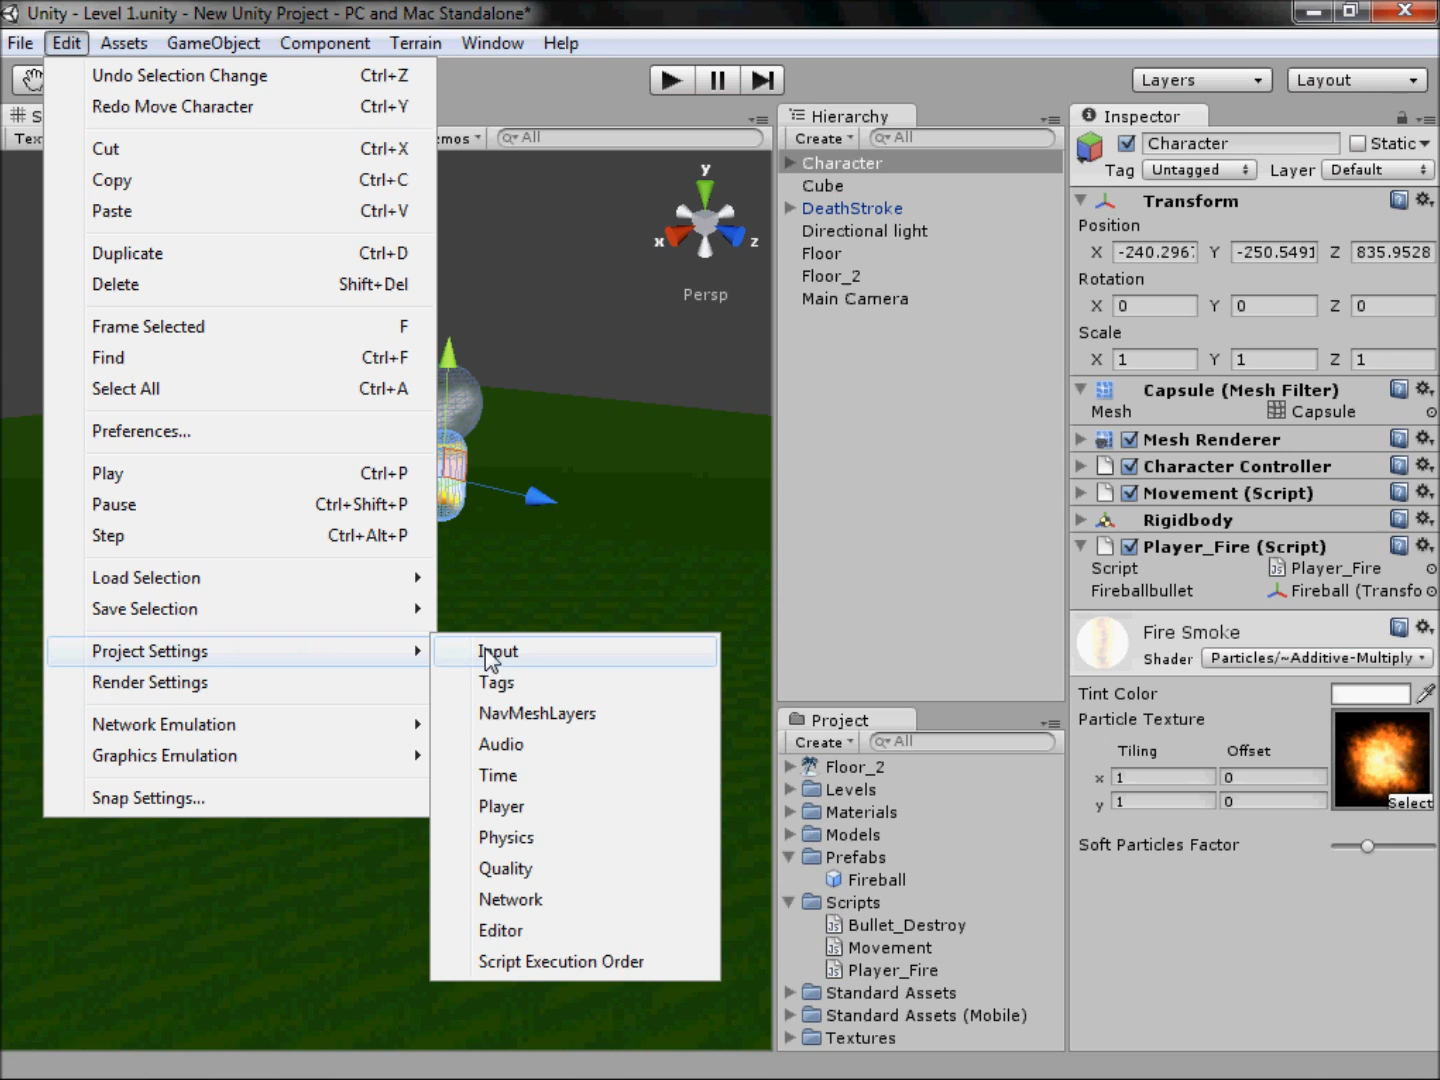 Unity - Level 1.unity - New Unity Project - PC and Mac Standalone*
File Edit Assets GameObject Component Terrain Window Help
Layers Layout
Undo Selection Change Ctrl+Z
Redo Move Character Ctrl+Y
Cut Ctrl+X
Copy Ctrl+C
Paste Ctrl+V
Duplicate Ctrl+D
Delete Shift+Del
Frame Selected F
Find Ctrl+F
Select All Ctrl+A
Preferences...
Play Ctrl+P
Pause Ctrl+Shift+P
Step Ctrl+Alt+P
Load Selection
Save Selection
Project Settings
Render Settings
Network Emulation
Graphics Emulation
Snap Settings...
Input
Tags
NavMeshLayers
Audio
Time
Player
Physics
Quality
Network
Editor
Script Execution Order
All
y
x z
Persp
Hierarchy
Create All
Character
Cube
DeathStroke
Directional light
Floor
Floor_2
Main Camera
Project
Create All
Floor_2
Levels
Materials
Models
Prefabs
Fireball
Scripts
Bullet_Destroy
Movement
Player_Fire
Standard Assets
Standard Assets (Mobile)
Textures
Inspector
Character Static
Tag Untagged Layer Default
Transform
Position
X -240.296 Y -250.5491 Z 835.9528
Rotation
X 0 Y 0 Z 0
Scale
X 1 Y 1 Z 1
Capsule (Mesh Filter)
Mesh Capsule
Mesh Renderer
Character Controller
Movement (Script)
Rigidbody
Player_Fire (Script)
Script Player_Fire
Fireballbullet Fireball (Transfo
Fire Smoke
Shader Particles/~Additive-Multiply
Tint Color
Particle Texture
Tiling Offset
x 1 0
y 1 0
Select
Soft Particles Factor